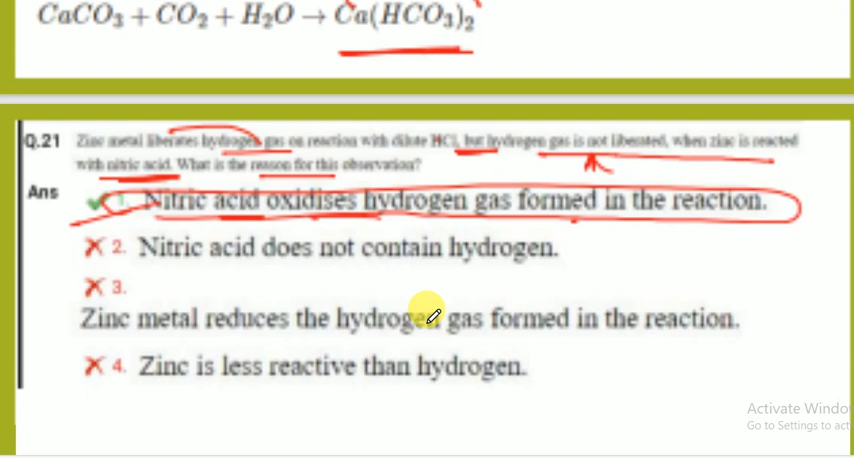 CaCO₃ + CO₂ + H₂O → Ca(HCO₃)₂
Q.21 Zinc metal liberates hydrogen gas on reaction with dilute HCl, but hydrogen gas is not liberated, when zinc is reacted
with nitric acid. What is the reason for this observation?
Ans 1. Nitric acid oxidises hydrogen gas formed in the reaction.
2. Nitric acid does not contain hydrogen.
3.
Zinc metal reduces the hydrogen gas formed in the reaction.
4. Zinc is less reactive than hydrogen.
Activate Windo
Go to Settings to act